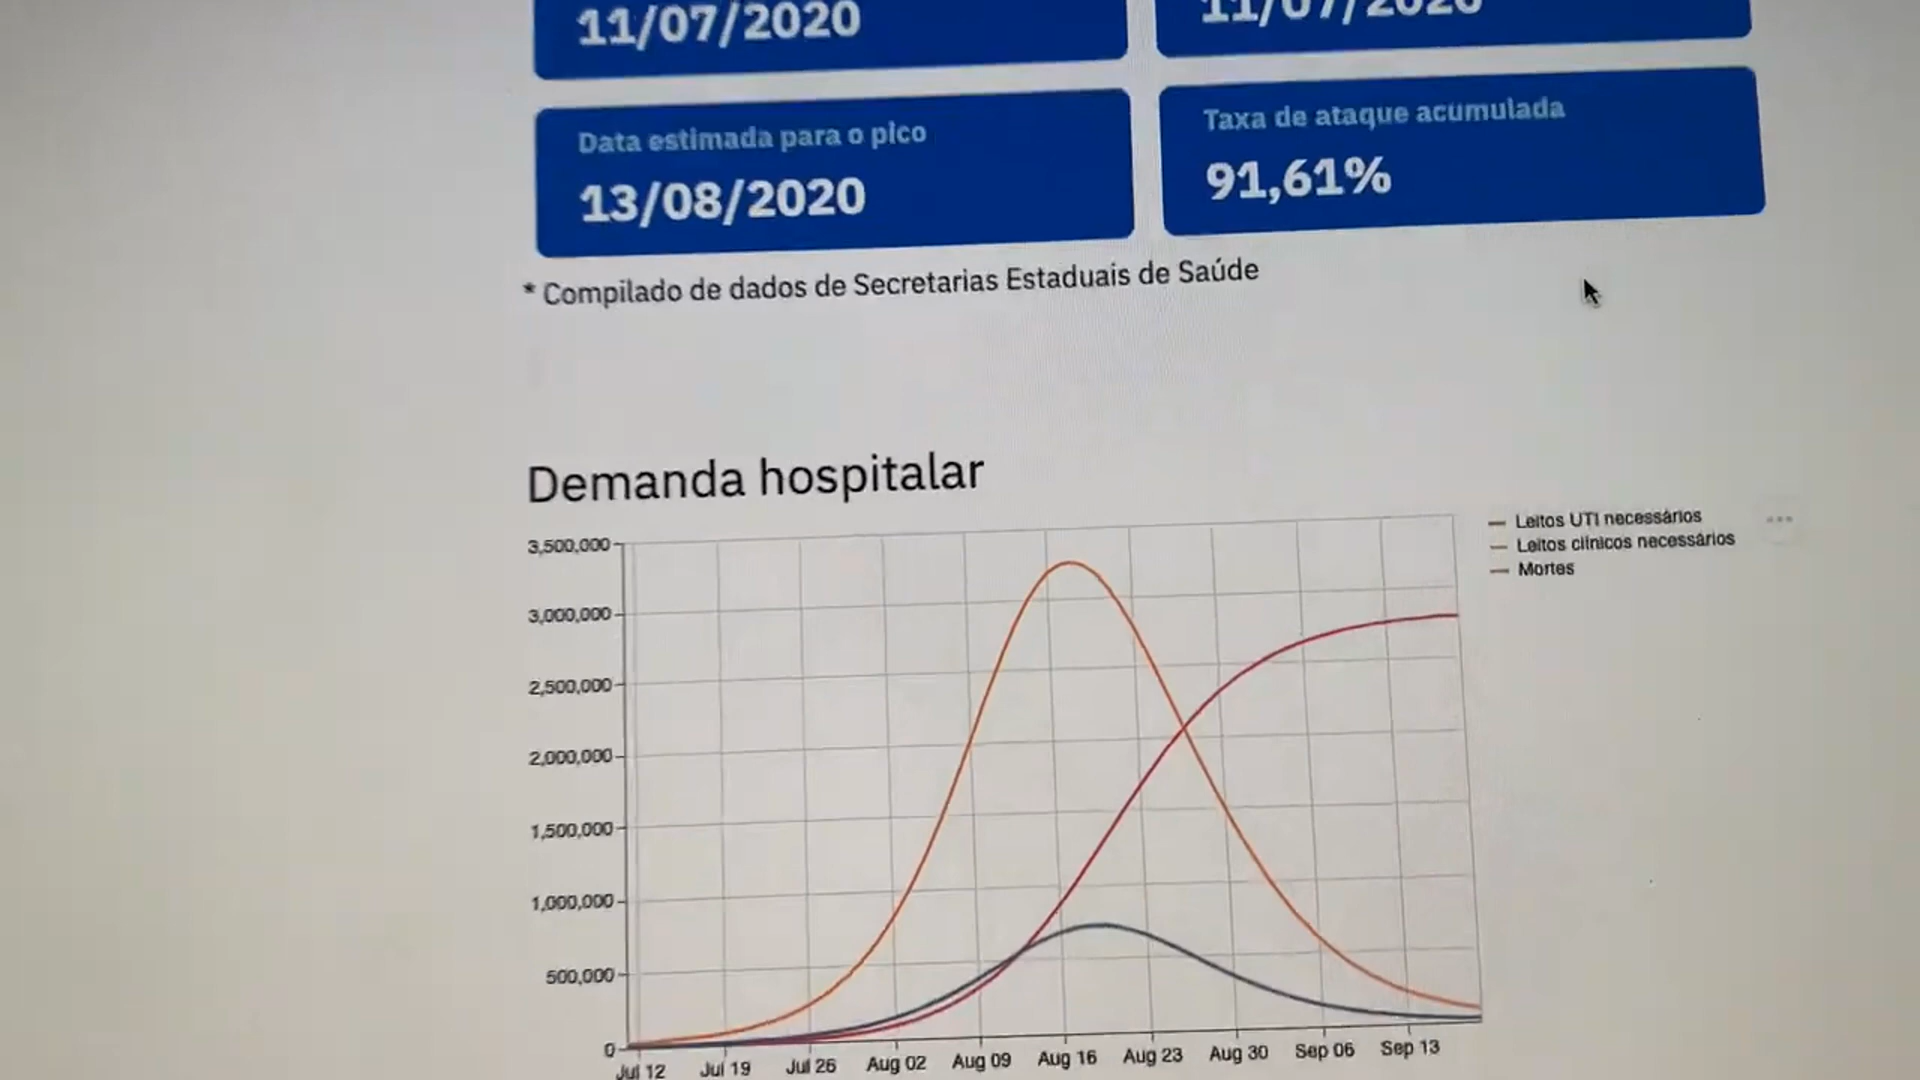 11/07/2020
11/07/2020
Data estimada para o pico
13/08/2020
Taxa de ataque acumulada
91,61%
* Compilado de dados de Secretarias Estaduais de Saúde
Demanda hospitalar
Leitos UTI necessários
Leitos clínicos necessários
Mortes
3,500,000
3,000,000
2,500,000
2,000,000
1,500,000
1,000,000
500,000
0
Jul 12 Jul 19 Jul 26 Aug 02 Aug 09 Aug 16 Aug 23 Aug 30 Sep 06 Sep 13